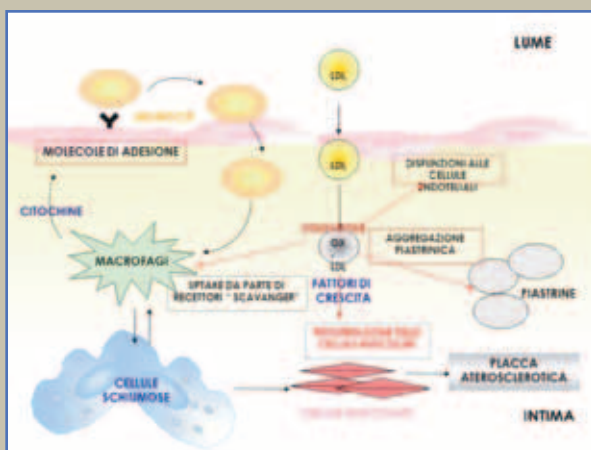 LUME
LDL
MOLECOLE DI ADESIONE
LDL
DISFUNZIONI ALLE
CELLULE
ENDOTELIALI
CITOCHINE
OX
LDL
AGGREGAZIONE
PIASTRINICA
MACROFAGI
UPTAKE DA PARTE DI
RECETTORI " SCAVANGER"
FATTORI DI
CRESCITA
PIASTRINE
CELLULE
SCHIUMOSE
PLACCA
ATEROSCLEROTICA
INTIMA